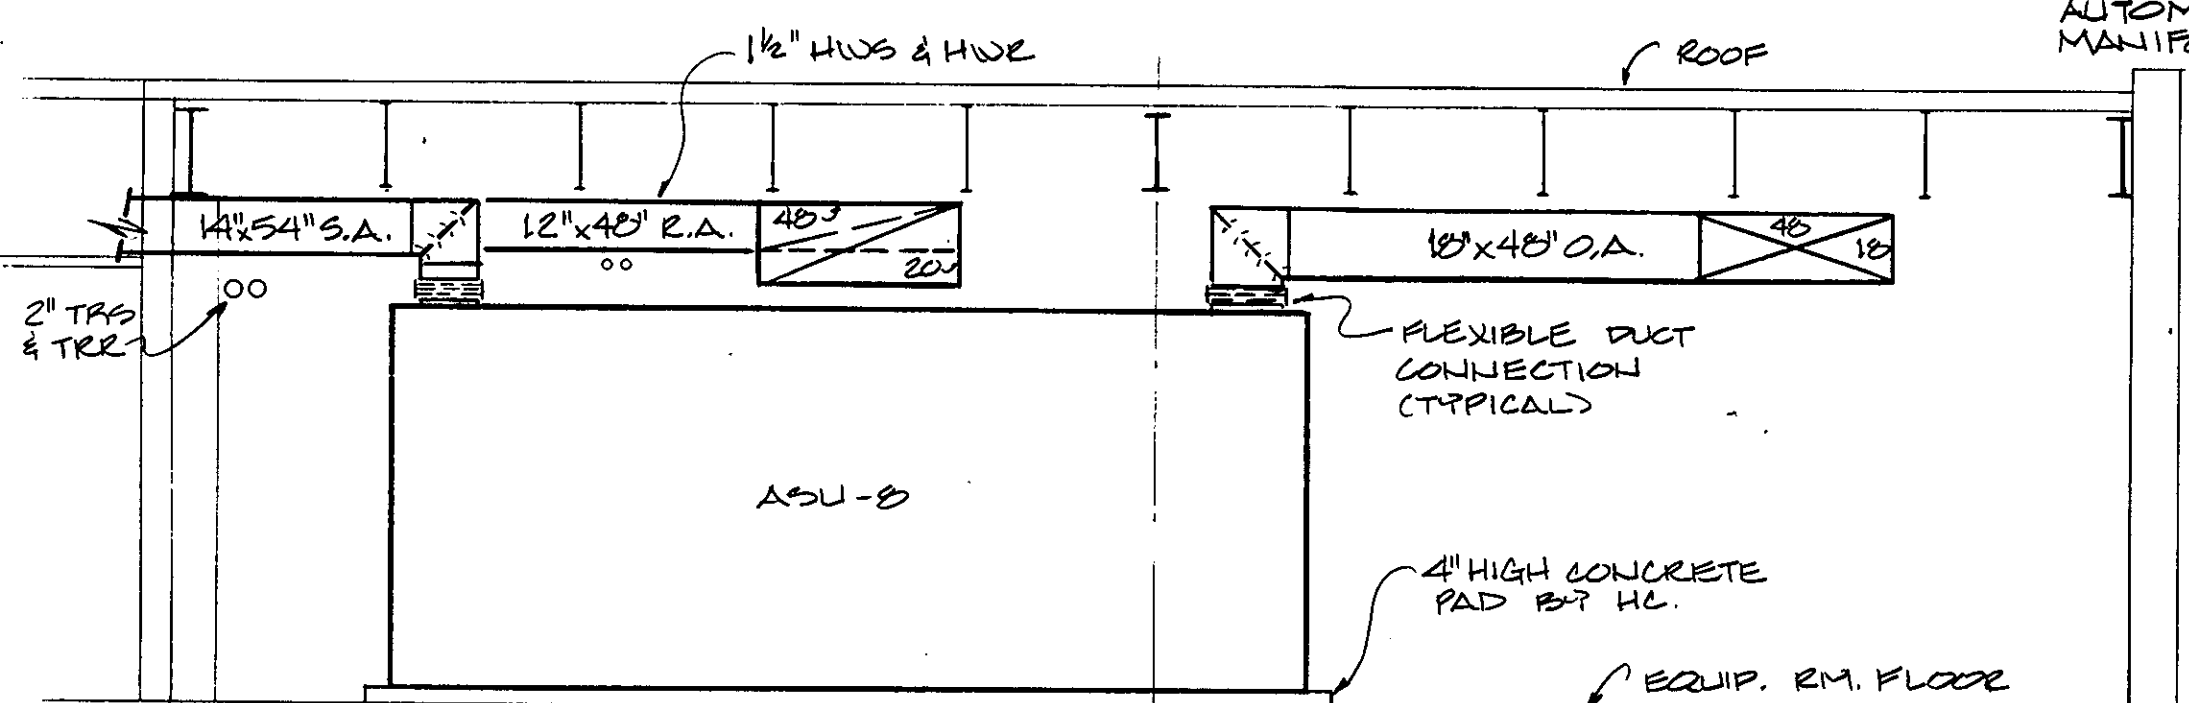 AUTOM
MANIF
1½" HWS & HWR
ROOF
14"x54" S.A.
12"x48" R.A.
48
20
18"x48" O.A.
48
18
2" TRS
& TRR
FLEXIBLE DUCT
CONNECTION
(TYPICAL)
ASU-8
4" HIGH CONCRETE
PAD BY HC.
EQUIP. RM. FLOOR